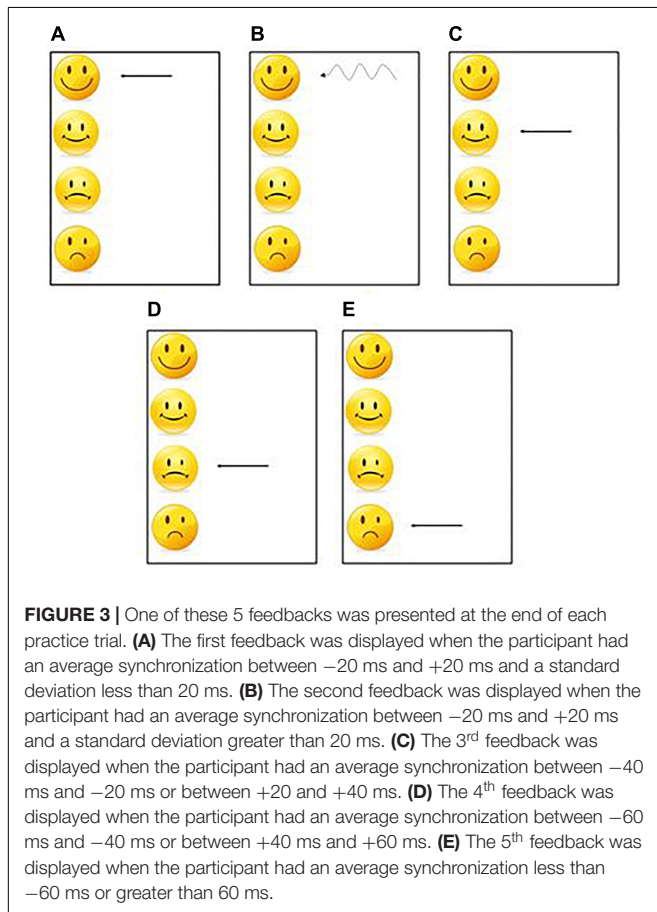 A B C
D E
FIGURE 3 | One of these 5 feedbacks was presented at the end of each
practice trial. (A) The first feedback was displayed when the participant had
an average synchronization between −20 ms and +20 ms and a standard
deviation less than 20 ms. (B) The second feedback was displayed when the
participant had an average synchronization between −20 ms and +20 ms
and a standard deviation greater than 20 ms. (C) The 3rd feedback was
displayed when the participant had an average synchronization between −40
ms and −20 ms or between +20 and +40 ms. (D) The 4th feedback was
displayed when the participant had an average synchronization between −60
ms and −40 ms or between +40 ms and +60 ms. (E) The 5th feedback was
displayed when the participant had an average synchronization less than
−60 ms or greater than 60 ms.